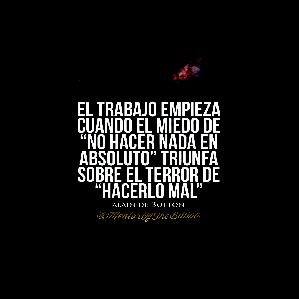 EL TRABAJO EMPIEZA
CUANDO EL MIEDO DE
"NO HACER NADA EN
ABSOLUTO" TRIUNFA
SOBRE EL TERROR DE
"HACERLO MAL"
ALAIN DE BOTTON